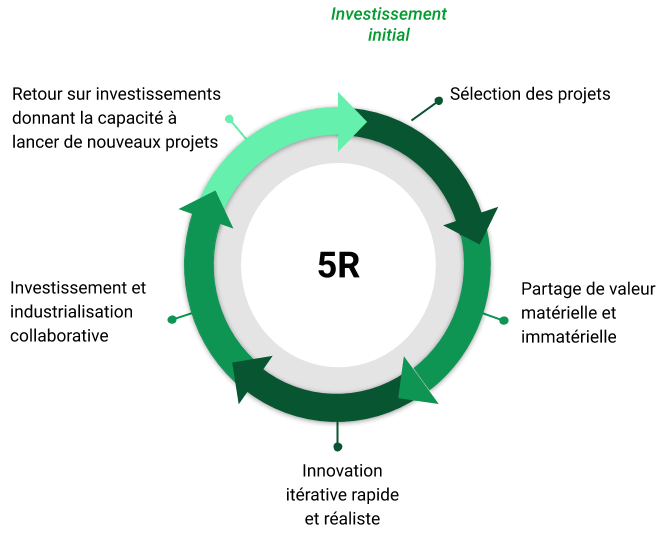 Investissement
initial
Sélection des projets
Partage de valeur
matérielle et
immatérielle
Innovation
itérative rapide
et réaliste
Investissement et
industrialisation
collaborative
Retour sur investissements
donnant la capacité à
lancer de nouveaux projets
5R